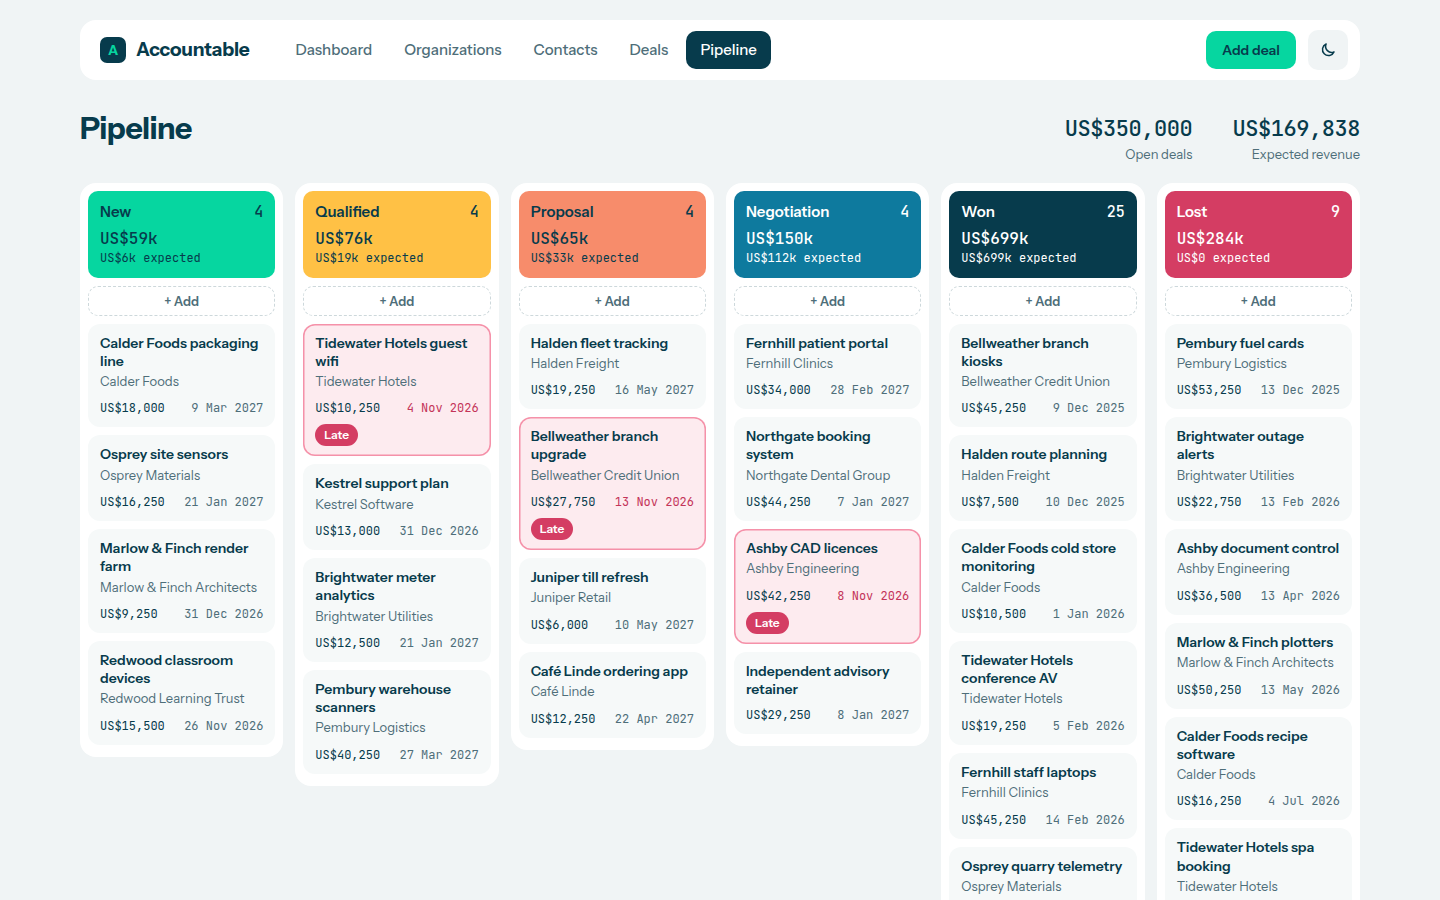 A Accountable Dashboard Organizations Contacts Deals Pipeline Add deal
Pipeline
US$350,000
Open deals
US$169,838
Expected revenue
New 4
US$59k
US$6k expected
+ Add
Calder Foods packaging
line
Calder Foods
US$18,000 9 Mar 2027
Osprey site sensors
Osprey Materials
US$16,250 21 Jan 2027
Marlow & Finch render
farm
Marlow & Finch Architects
US$9,250 31 Dec 2026
Redwood classroom
devices
Redwood Learning Trust
US$15,500 26 Nov 2026
Qualified 4
US$76k
US$19k expected
+ Add
Tidewater Hotels guest
wifi
Tidewater Hotels
US$10,250 4 Nov 2026
Late
Kestrel support plan
Kestrel Software
US$13,000 31 Dec 2026
Brightwater meter
analytics
Brightwater Utilities
US$12,500 21 Jan 2027
Pembury warehouse
scanners
Pembury Logistics
US$40,250 27 Mar 2027
Proposal 4
US$65k
US$33k expected
+ Add
Halden fleet tracking
Halden Freight
US$19,250 16 May 2027
Bellweather branch
upgrade
Bellweather Credit Union
US$27,750 13 Nov 2026
Late
Juniper till refresh
Juniper Retail
US$6,000 10 May 2027
Café Linde ordering app
Café Linde
US$12,250 22 Apr 2027
Negotiation 4
US$150k
US$112k expected
+ Add
Fernhill patient portal
Fernhill Clinics
US$34,000 28 Feb 2027
Northgate booking
system
Northgate Dental Group
US$44,250 7 Jan 2027
Ashby CAD licences
Ashby Engineering
US$42,250 8 Nov 2026
Late
Independent advisory
retainer
US$29,250 8 Jan 2027
Won 25
US$699k
US$699k expected
+ Add
Bellweather branch
kiosks
Bellweather Credit Union
US$45,250 9 Dec 2025
Halden route planning
Halden Freight
US$7,500 10 Dec 2025
Calder Foods cold store
monitoring
Calder Foods
US$10,500 1 Jan 2026
Tidewater Hotels
conference AV
Tidewater Hotels
US$19,250 5 Feb 2026
Fernhill staff laptops
Fernhill Clinics
US$45,250 14 Feb 2026
Osprey quarry telemetry
Osprey Materials
Lost 9
US$284k
US$0 expected
+ Add
Pembury fuel cards
Pembury Logistics
US$53,250 13 Dec 2025
Brightwater outage
alerts
Brightwater Utilities
US$22,750 13 Feb 2026
Ashby document control
Ashby Engineering
US$36,500 13 Apr 2026
Marlow & Finch plotters
Marlow & Finch Architects
US$50,250 13 May 2026
Calder Foods recipe
software
Calder Foods
US$16,250 4 Jul 2026
Tidewater Hotels spa
booking
Tidewater Hotels